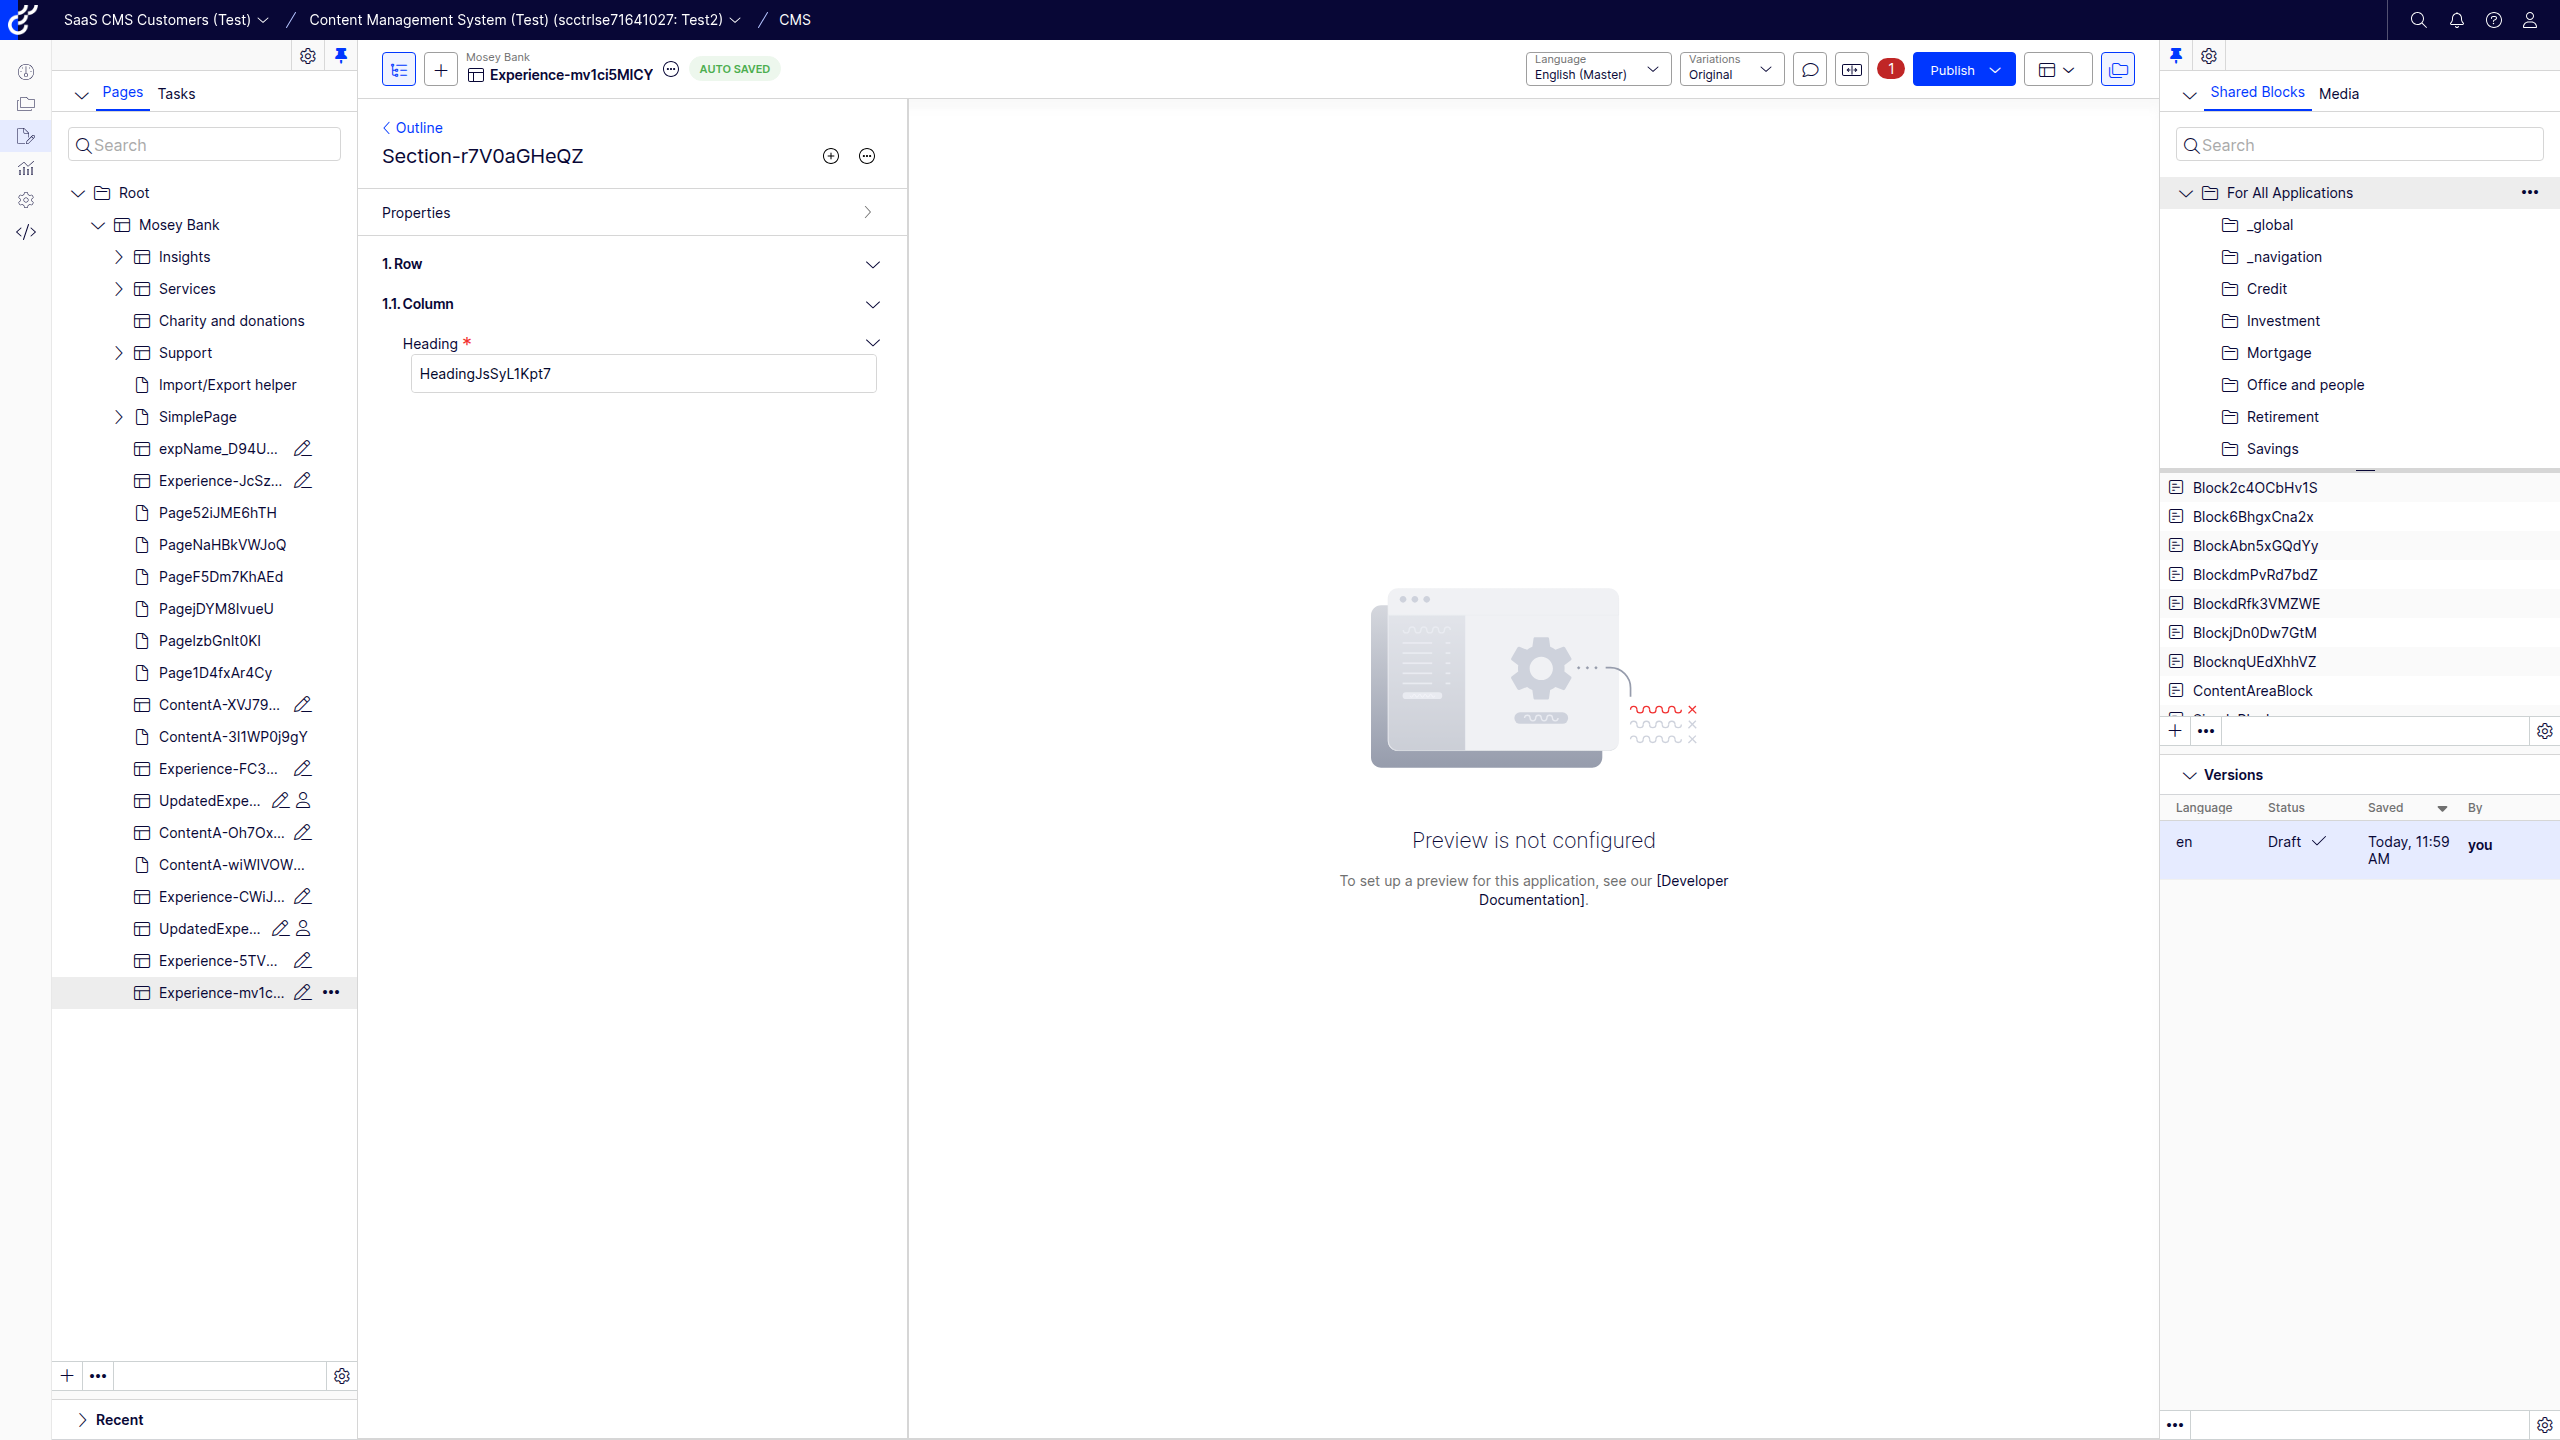 SaaS CMS Customers (Test) / Content Management System (Test) (scctrlse71641027: Test2) / CMS
Pages Tasks
Search
Root
Mosey Bank
Insights
Services
Charity and donations
Support
Import/Export helper
SimplePage
expName_D94U...
Experience-JcSz...
Page52iJME6hTH
PageNaHBkVWJoQ
PageF5Dm7KhAEd
PagejDYM8IvueU
PageIzbGnIt0KI
Page1D4fxAr4Cy
ContentA-XVJ79...
ContentA-3I1WP0j9gY
Experience-FC3...
UpdatedExpe...
ContentA-Oh7Ox...
ContentA-wiWIVOW...
Experience-CWiJ...
UpdatedExpe...
Experience-5TV...
Experience-mv1c...
Recent
Mosey Bank
Experience-mv1ci5MICY
AUTO SAVED
Language
English (Master)
Variations
Original
1
Publish
Outline
Section-r7V0aGHeQZ
Properties
1. Row
1.1. Column
Heading *
HeadingJsSyL1Kpt7
Preview is not configured
To set up a preview for this application, see our [Developer
Documentation].
Shared Blocks Media
Search
For All Applications
_global
_navigation
Credit
Investment
Mortgage
Office and people
Retirement
Savings
Block2c4OCbHv1S
Block6BhgxCna2x
BlockAbn5xGQdYy
BlockdmPvRd7bdZ
BlockdRfk3VMZWE
BlockjDn0Dw7GtM
BlocknqUEdXhhVZ
ContentAreaBlock
Versions
Language Status Saved By
en Draft Today, 11:59 you
AM